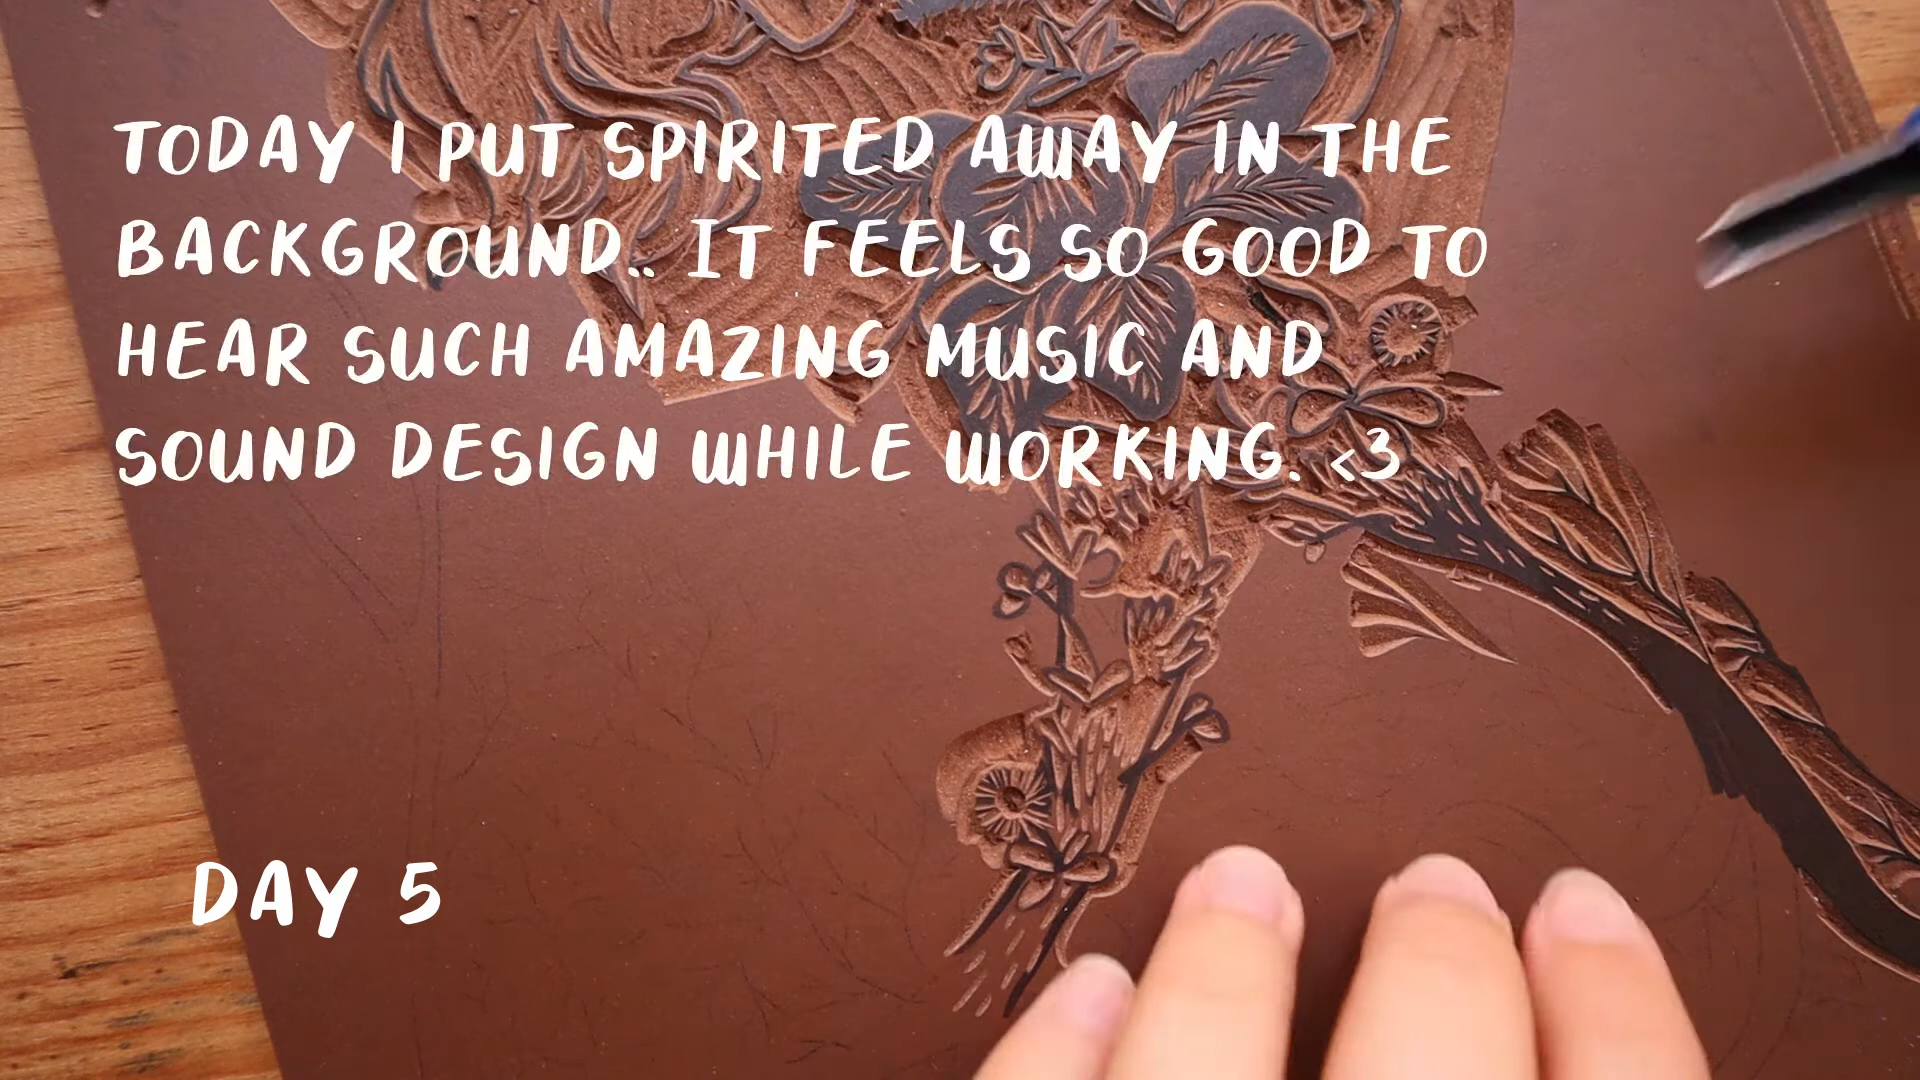 TODAY I PUT SPIRITED AWAY IN THE
BACKGROUND.. IT FEELS SO GOOD TO
HEAR SUCH AMAZING MUSIC AND
SOUND DESIGN WHILE WORKING. <3
DAY 5